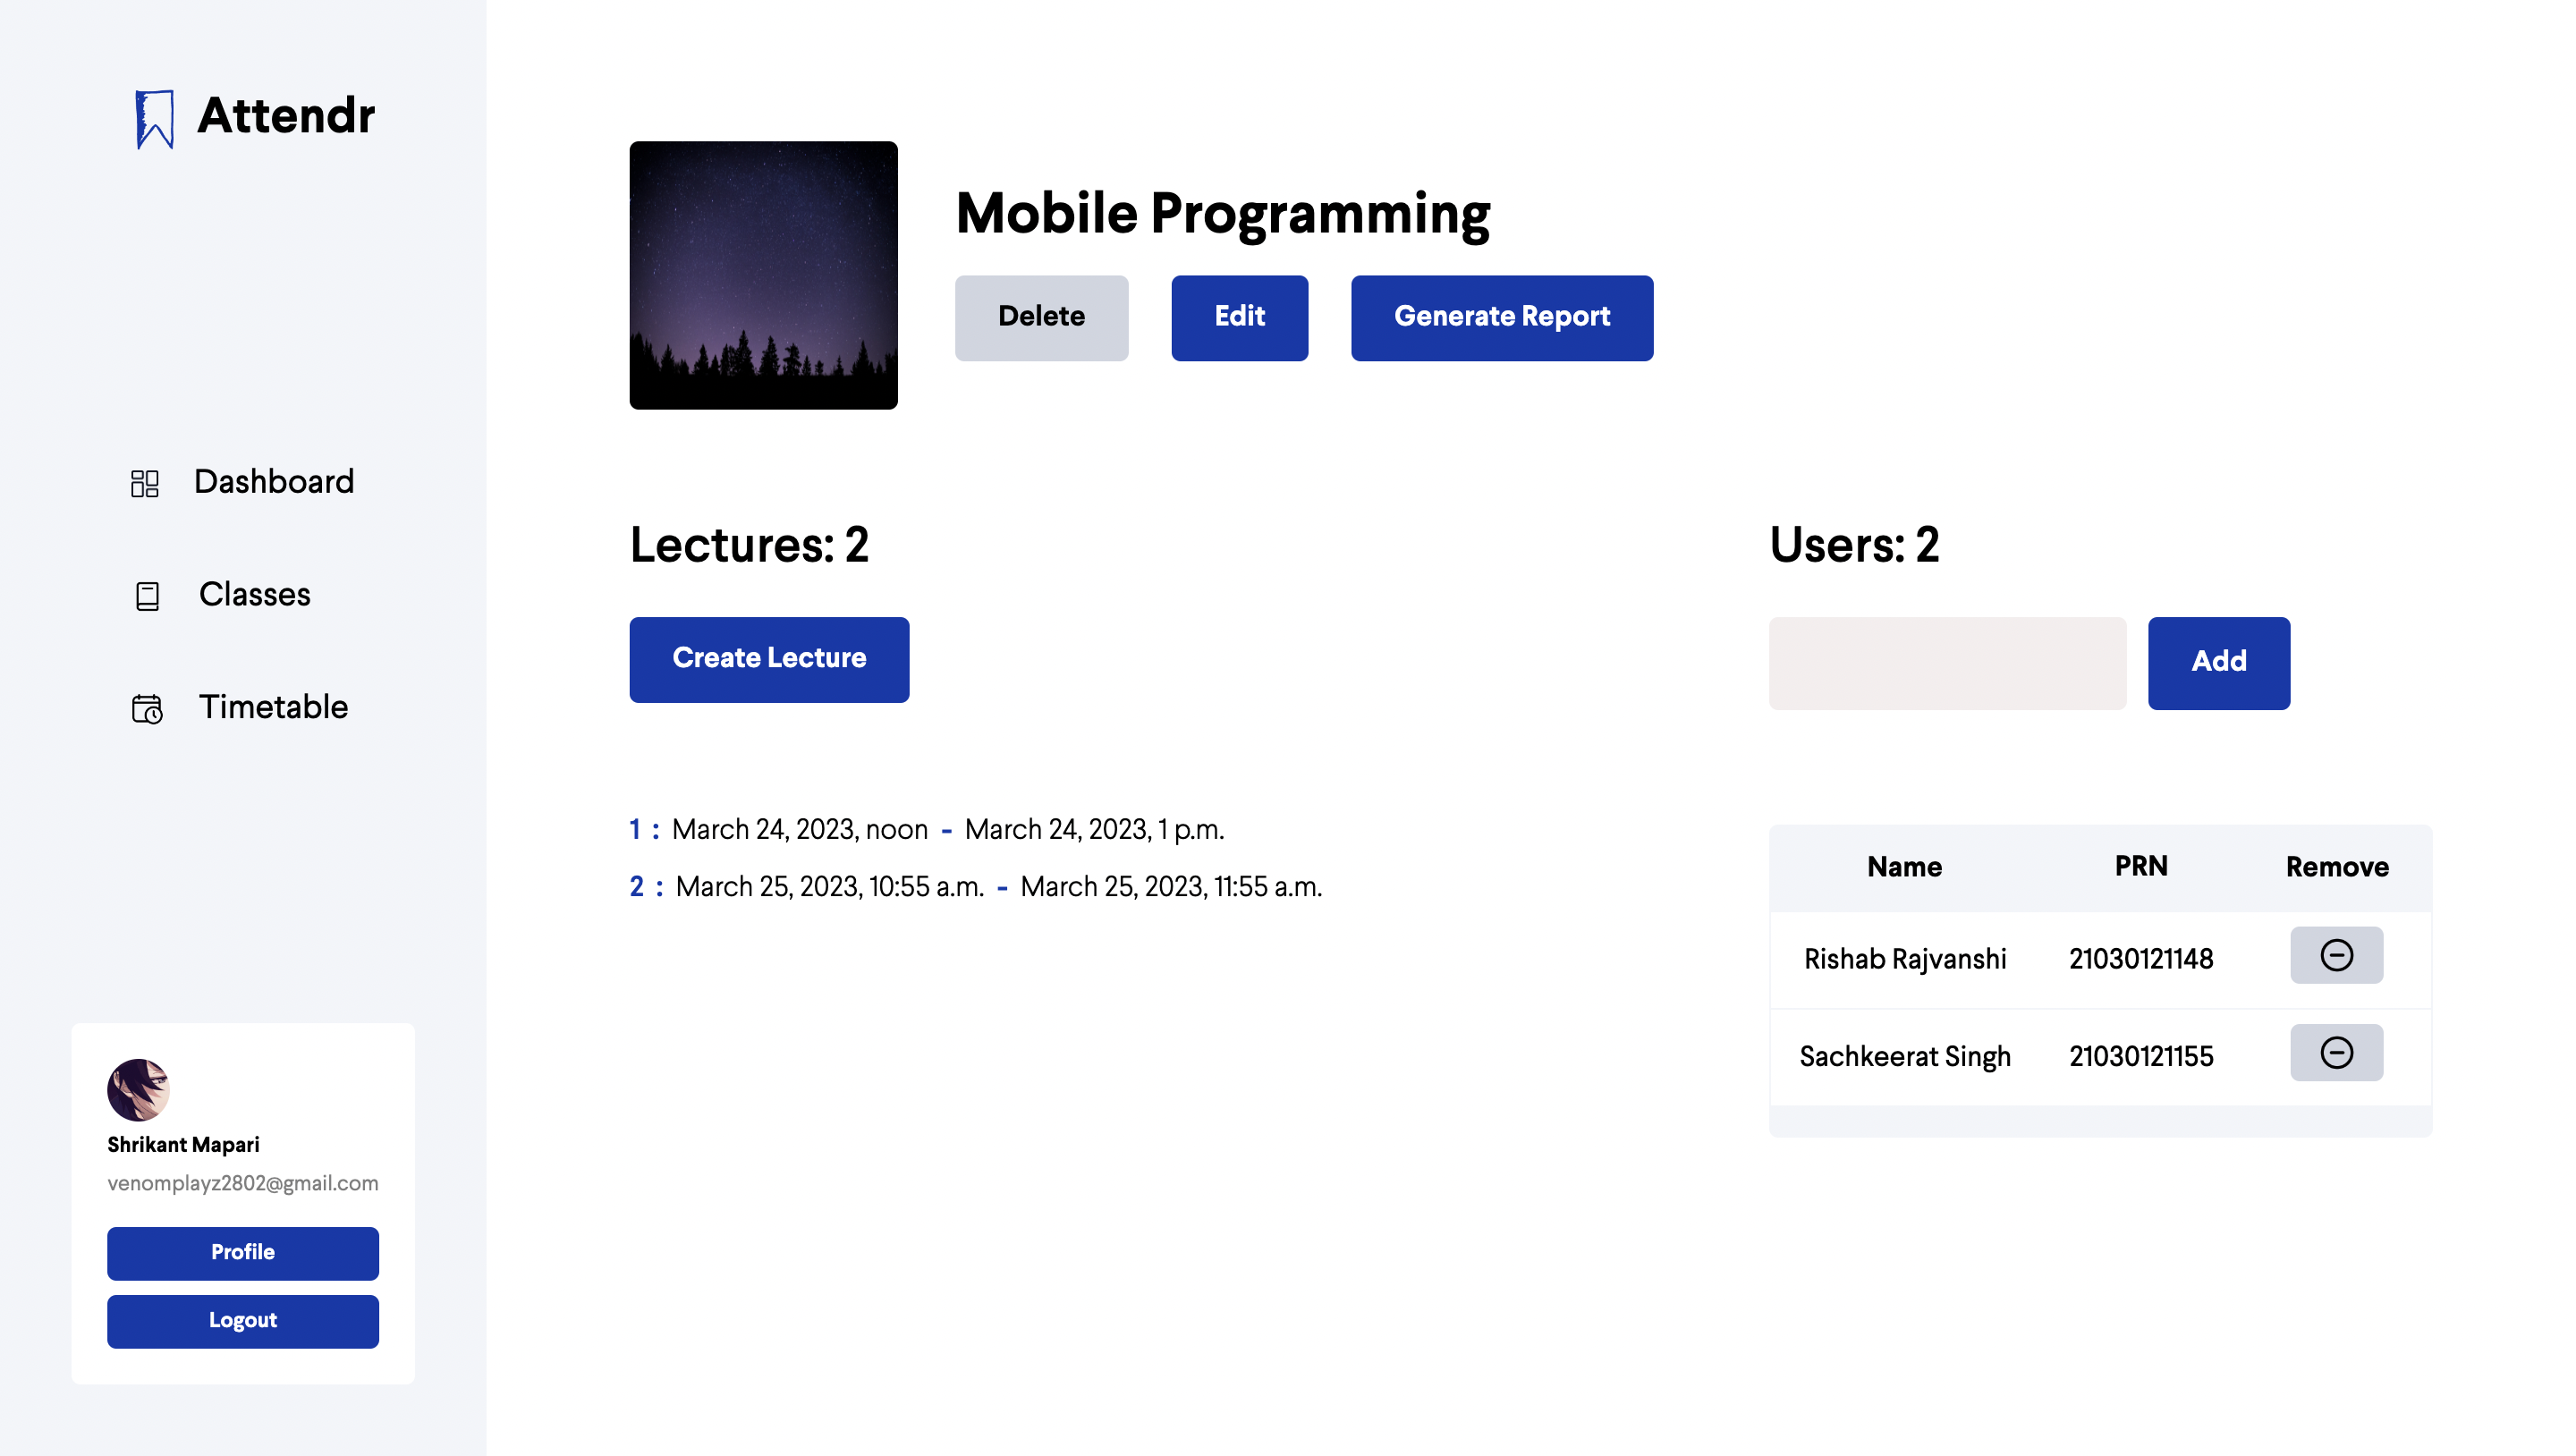 Attendr
Dashboard
Classes
Timetable
Shrikant Mapari
venomplayz2802@gmail.com
Profile
Logout
Mobile Programming
Delete Edit Generate Report
Lectures: 2
Create Lecture
1 : March 24, 2023, noon - March 24, 2023, 1 p.m.
2 : March 25, 2023, 10:55 a.m. - March 25, 2023, 11:55 a.m.
Users: 2
Add
Name PRN Remove
Rishab Rajvanshi 21030121148
Sachkeerat Singh 21030121155